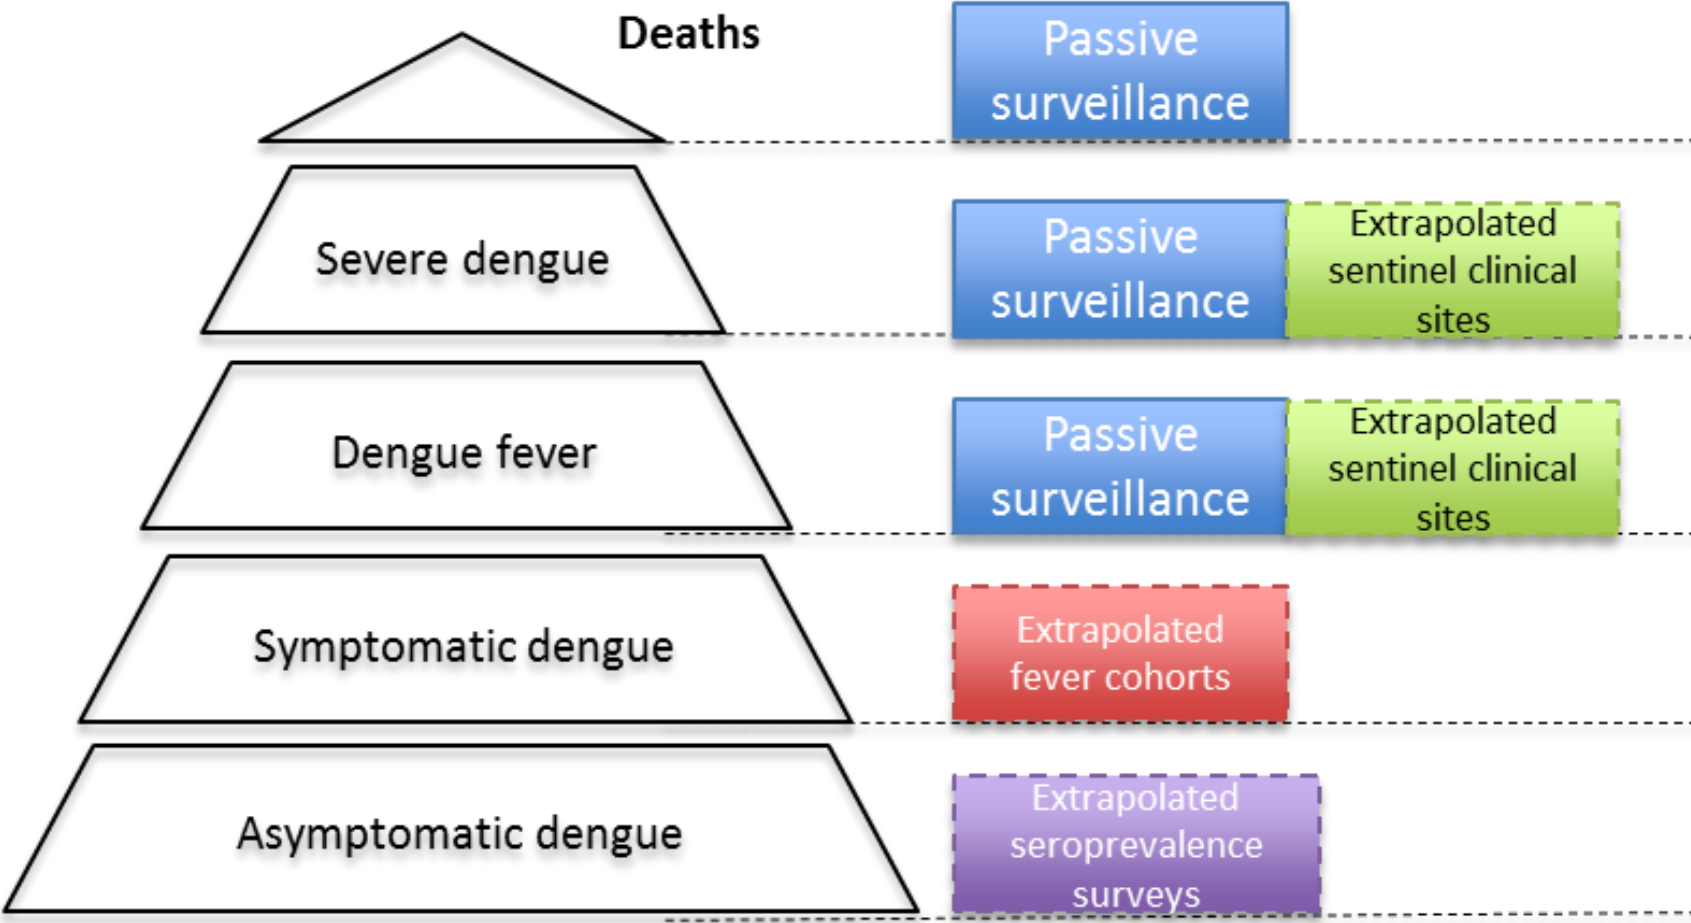 Deaths
Passive
surveillance
Severe dengue
Passive
surveillance
Extrapolated
sentinel clinical
sites
Dengue fever
Passive
surveillance
Extrapolated
sentinel clinical
sites
Symptomatic dengue
Extrapolated
fever cohorts
Asymptomatic dengue
Extrapolated
seroprevalence
surveys